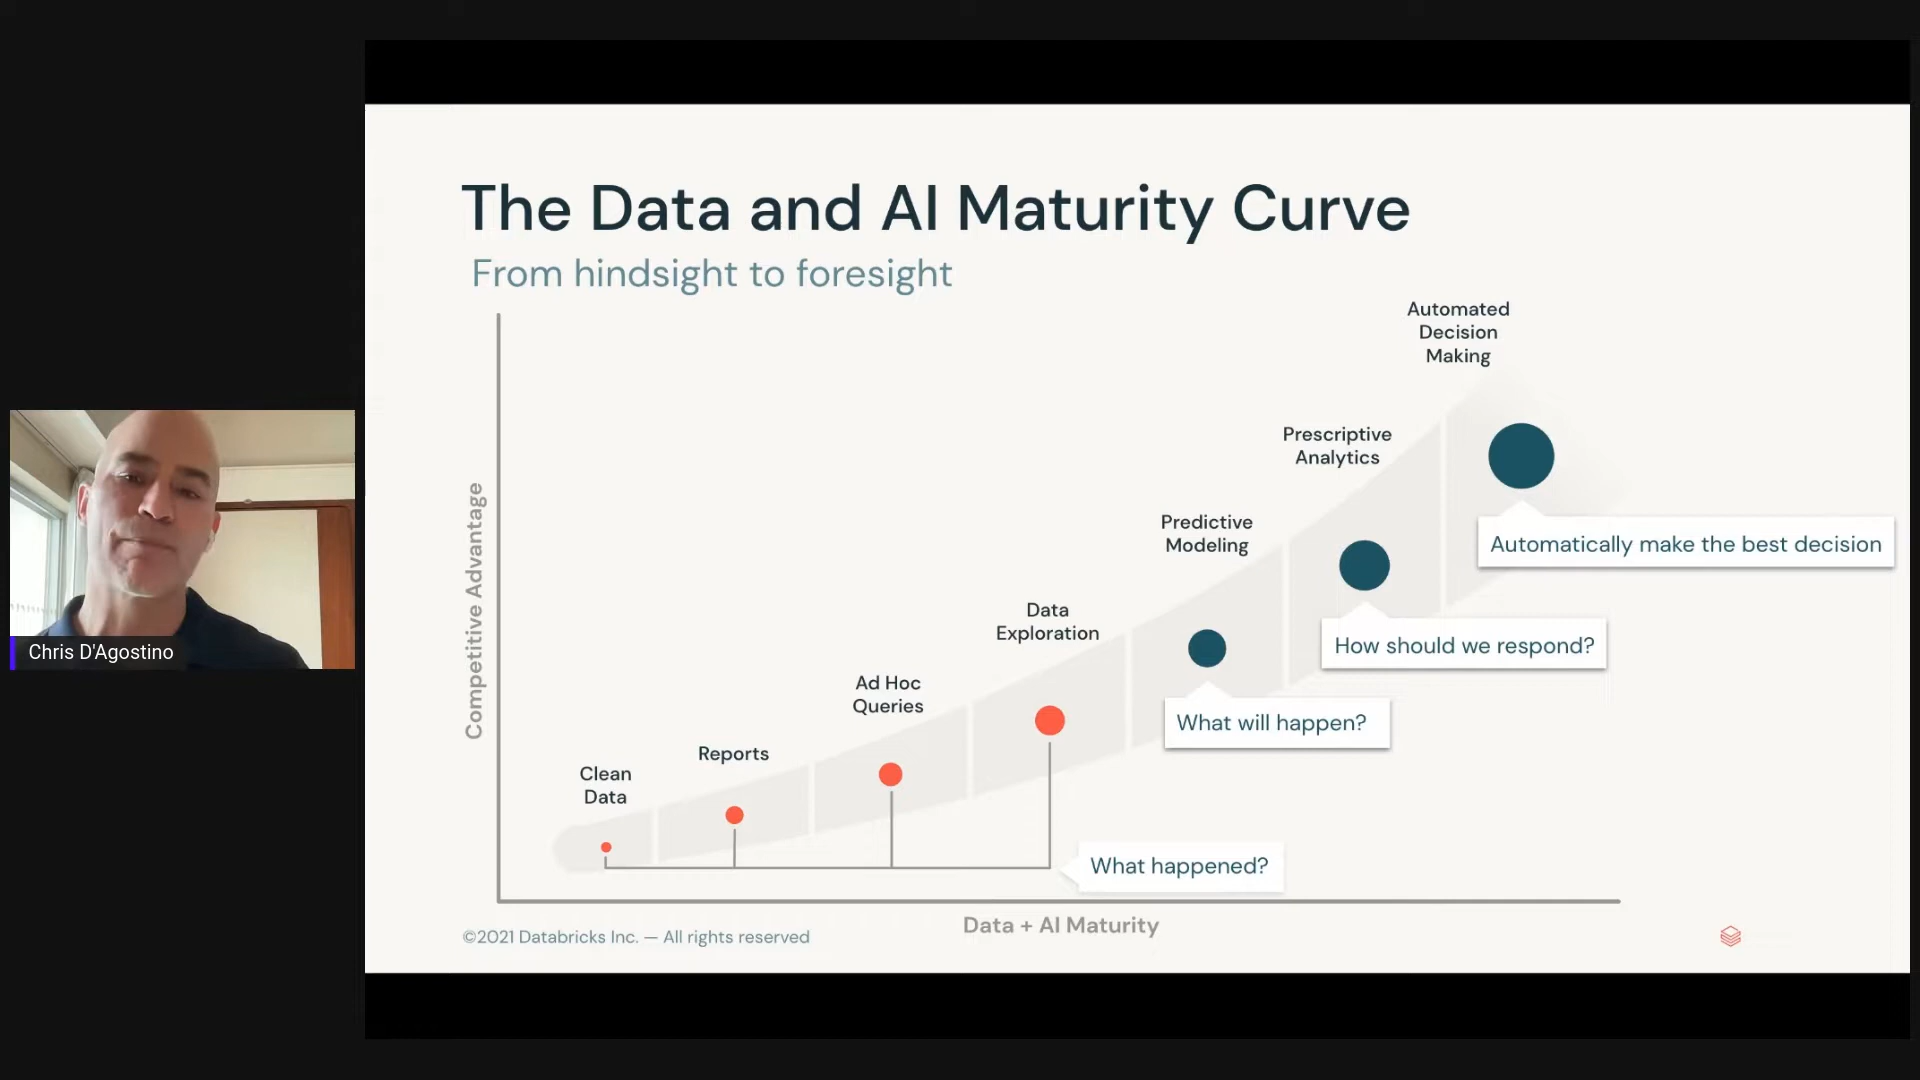 The Data and AI Maturity Curve
From hindsight to foresight
Automated
Decision
Making
Prescriptive
Analytics
Predictive
Modeling
Data
Exploration
Ad Hoc
Queries
Reports
Clean
Data
Automatically make the best decision
How should we respond?
What will happen?
What happened?
Competitive Advantage
Data + AI Maturity
©2021 Databricks Inc. — All rights reserved
Chris D'Agostino